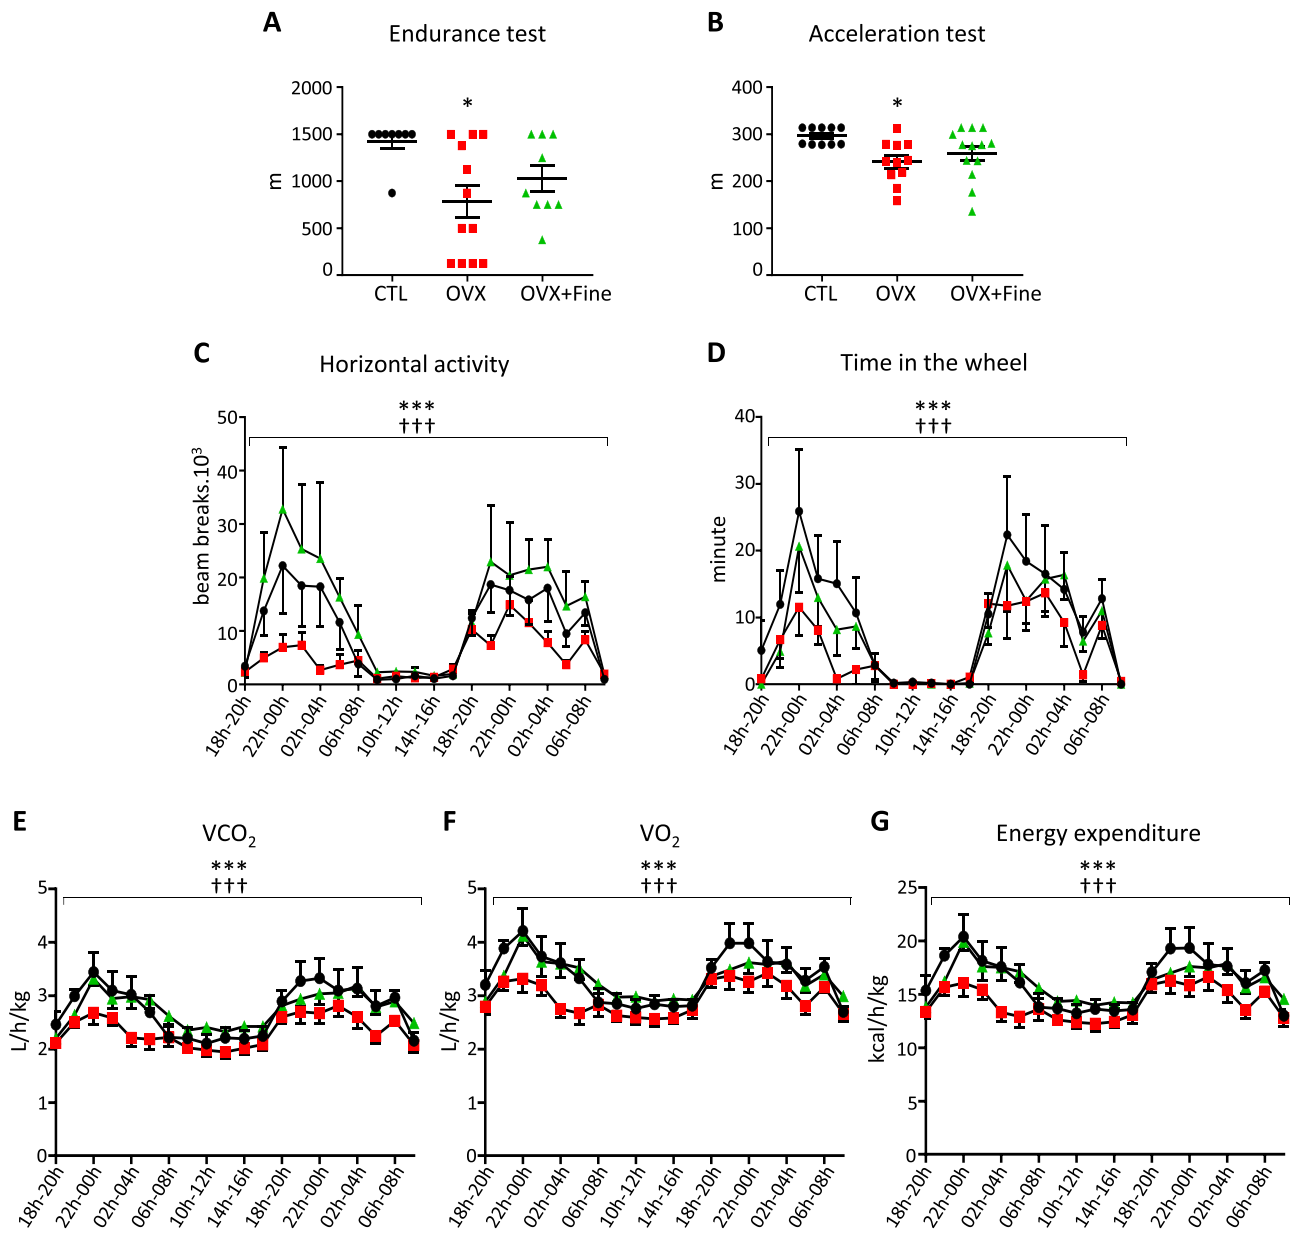 A
Endurance test
2000
1500
1000
500
0
m
*
CTL
OVX
OVX+Fine
B
Acceleration test
400
300
200
100
0
m
*
CTL
OVX
OVX+Fine
C
Horizontal activity
***
†††
50
40
30
20
10
0
beam breaks.10³
18h-20h
22h-00h
02h-04h
06h-08h
10h-12h
14h-16h
18h-20h
22h-00h
02h-04h
06h-08h
D
Time in the wheel
***
†††
40
30
20
10
0
minute
18h-20h
22h-00h
02h-04h
06h-08h
10h-12h
14h-16h
18h-20h
22h-00h
02h-04h
06h-08h
E
VCO₂
***
†††
5
4
3
2
1
0
L/h/kg
18h-20h
22h-00h
02h-04h
06h-08h
10h-12h
14h-16h
18h-20h
22h-00h
02h-04h
06h-08h
F
VO₂
***
†††
5
4
3
2
1
0
L/h/kg
18h-20h
22h-00h
02h-04h
06h-08h
10h-12h
14h-16h
18h-20h
22h-00h
02h-04h
06h-08h
G
Energy expenditure
***
†††
25
20
15
10
5
0
kcal/h/kg
18h-20h
22h-00h
02h-04h
06h-08h
10h-12h
14h-16h
18h-20h
22h-00h
02h-04h
06h-08h